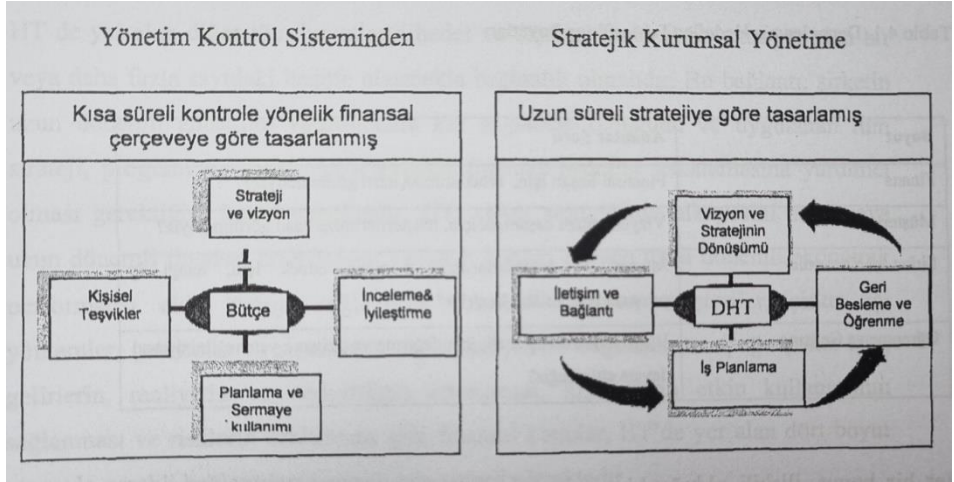 Yönetim Kontrol Sisteminden
Stratejik Kurumsal Yönetime
Kısa süreli kontrole yönelik finansal
çerçeveye göre tasarlanmış
Strateji
ve vizyon
Kişisel
Teşvikler
Bütçe
İnceleme&
İyileştirme
Planlama ve
Sermaye
kullanımı
Uzun süreli stratejiye göre tasarlamış
Vizyon ve
Stratejinin
Dönüşümü
İletişim ve
Bağlantı
DHT
Geri
Besleme ve
Öğrenme
İş Planlama